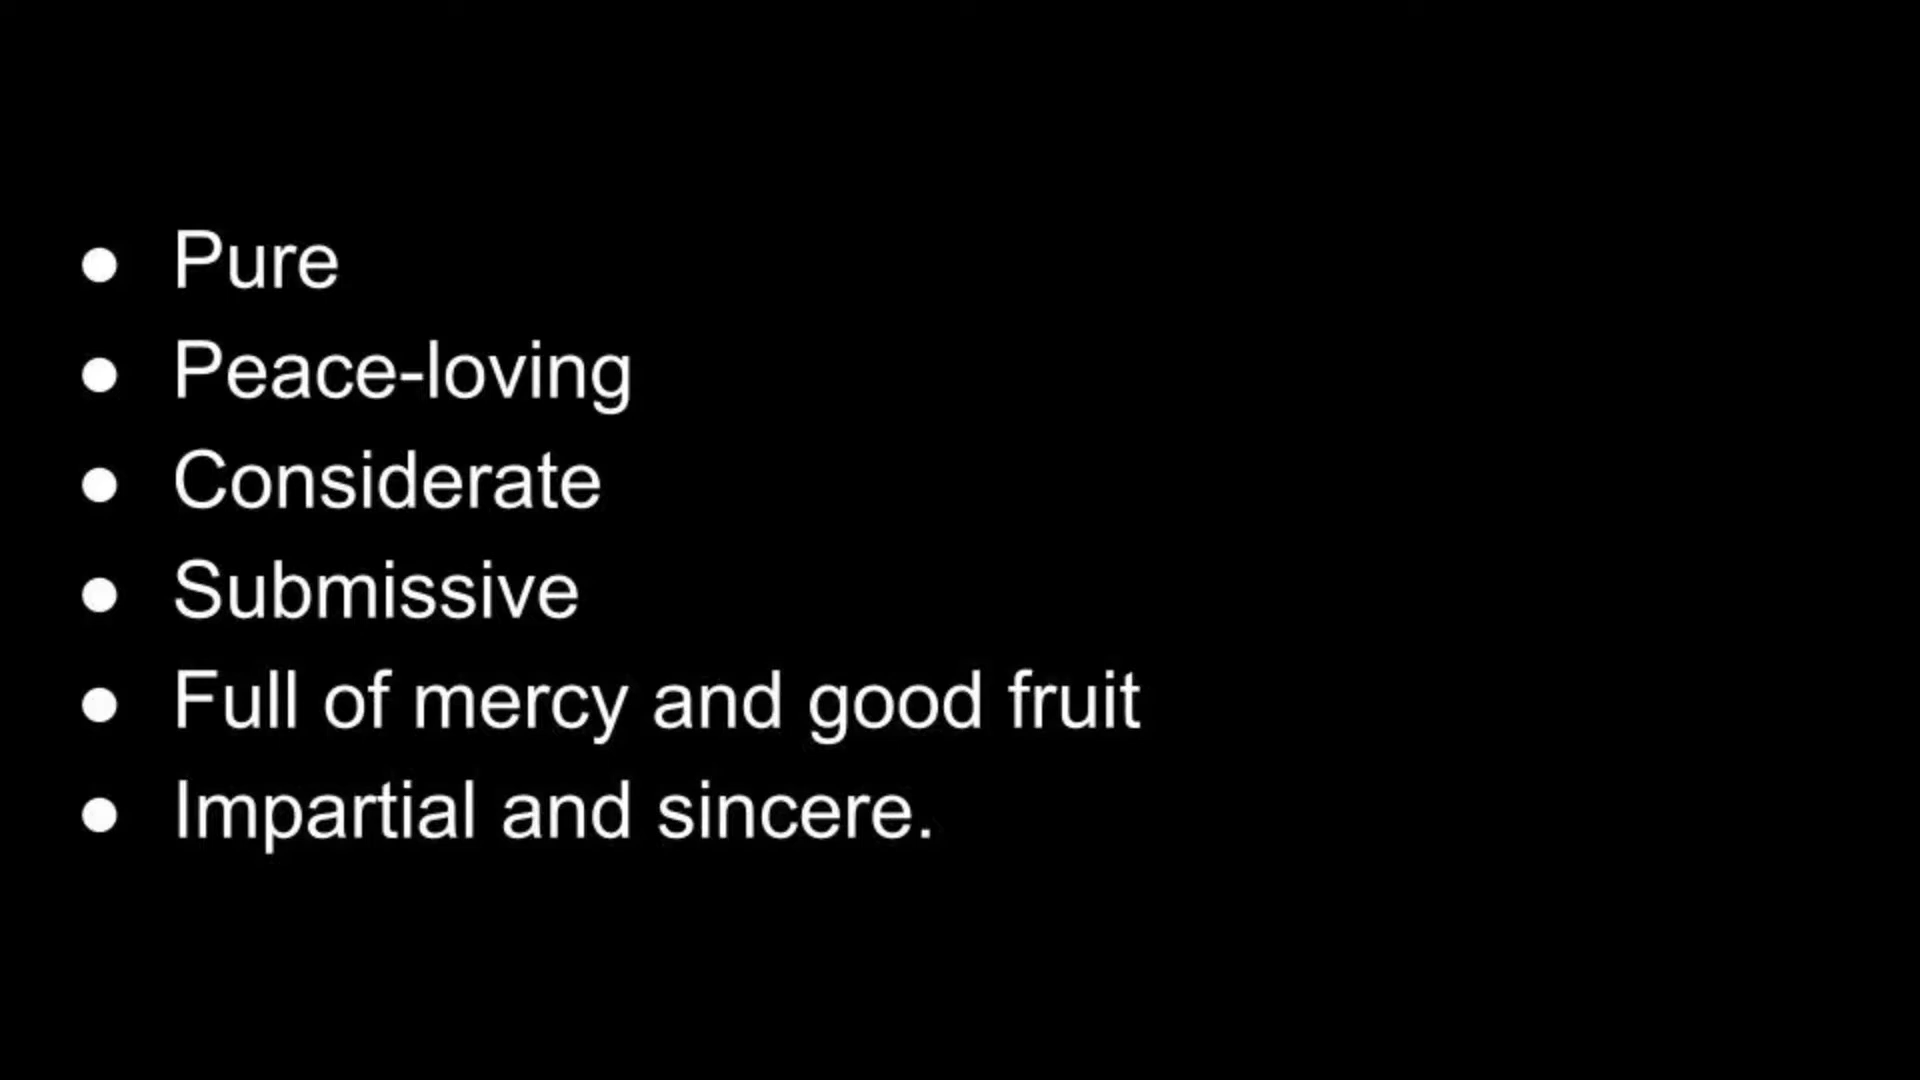 ● Pure
● Peace-loving
● Considerate
● Submissive
● Full of mercy and good fruit
● Impartial and sincere.